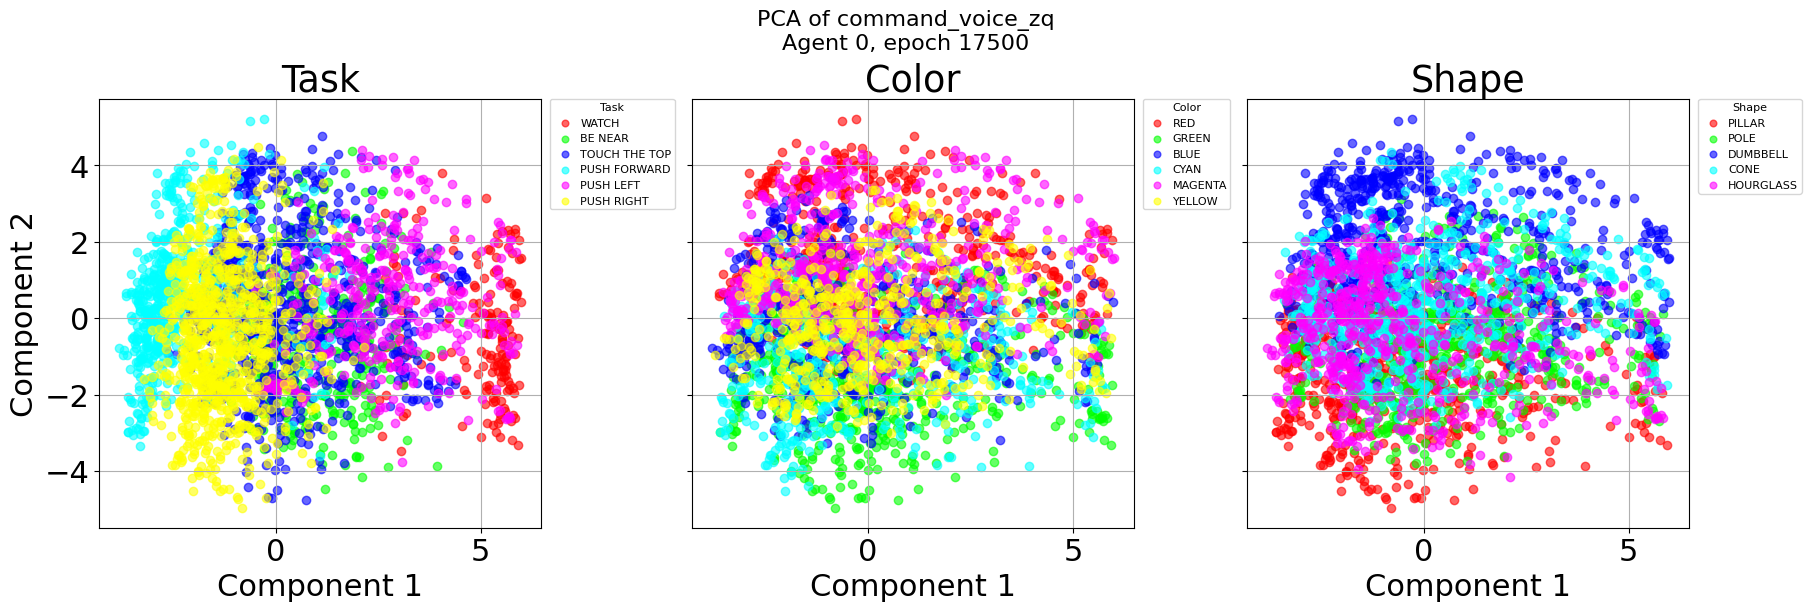 PCA of command_voice_zq
Agent 0, epoch 17500
Task
Component 2
4
2
0
−2
−4
0
5
Component 1
Task
WATCH
BE NEAR
TOUCH THE TOP
PUSH FORWARD
PUSH LEFT
PUSH RIGHT
Color
0
5
Component 1
Color
RED
GREEN
BLUE
CYAN
MAGENTA
YELLOW
Shape
0
5
Component 1
Shape
PILLAR
POLE
DUMBBELL
CONE
HOURGLASS